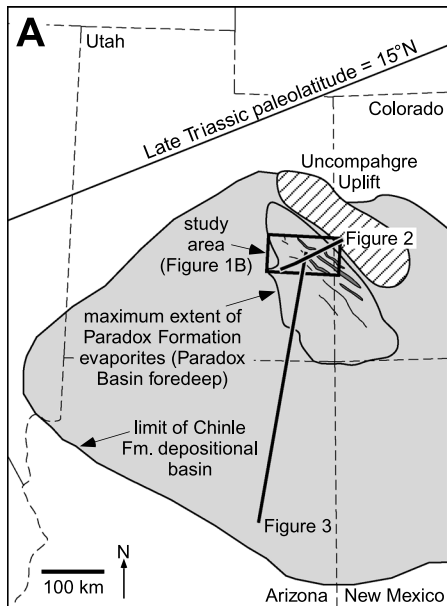 A
Utah
Late Triassic paleolatitude = 15°N
Colorado
Uncompahgre
Uplift
study
area
(Figure 1B)
Figure 2
maximum extent of
Paradox Formation
evaporites (Paradox
Basin foredeep)
limit of Chinle
Fm. depositional
basin
Figure 3
N
100 km
Arizona
New Mexico